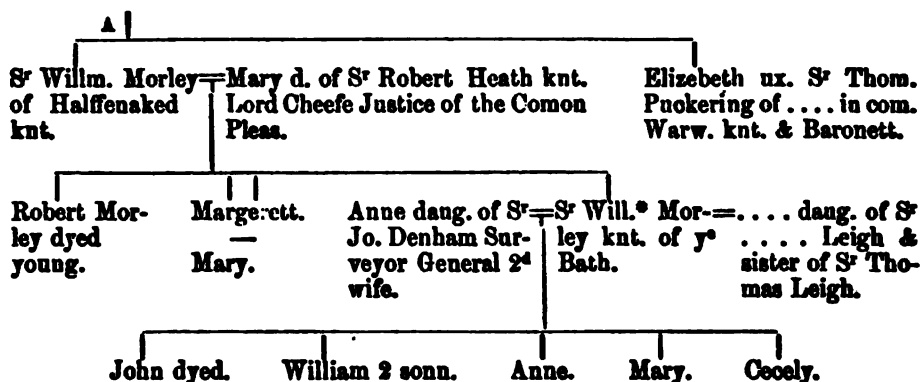 A
Sr Willm. Morley
of Halffenaked
knt.
Mary d. of Sr Robert Heath knt.
Lord Cheefe Justice of the Comon
Pleas.
Elizebeth ux. Sr Thom.
Puckering of .... in com.
Warw. knt. & Baronett.
Robert Mor-
ley dyed
young.
Margerett.
—
Mary.
Anne daug. of Sr
Jo. Denham Sur-
veyor General 2d
wife.
Sr Will.* Mor-
ley knt. of ye
Bath.
.... daug. of Sr
.... Leigh &
sister of Sr Tho-
mas Leigh.
John dyed.
William 2 sonn.
Anne.
Mary.
Cecely.